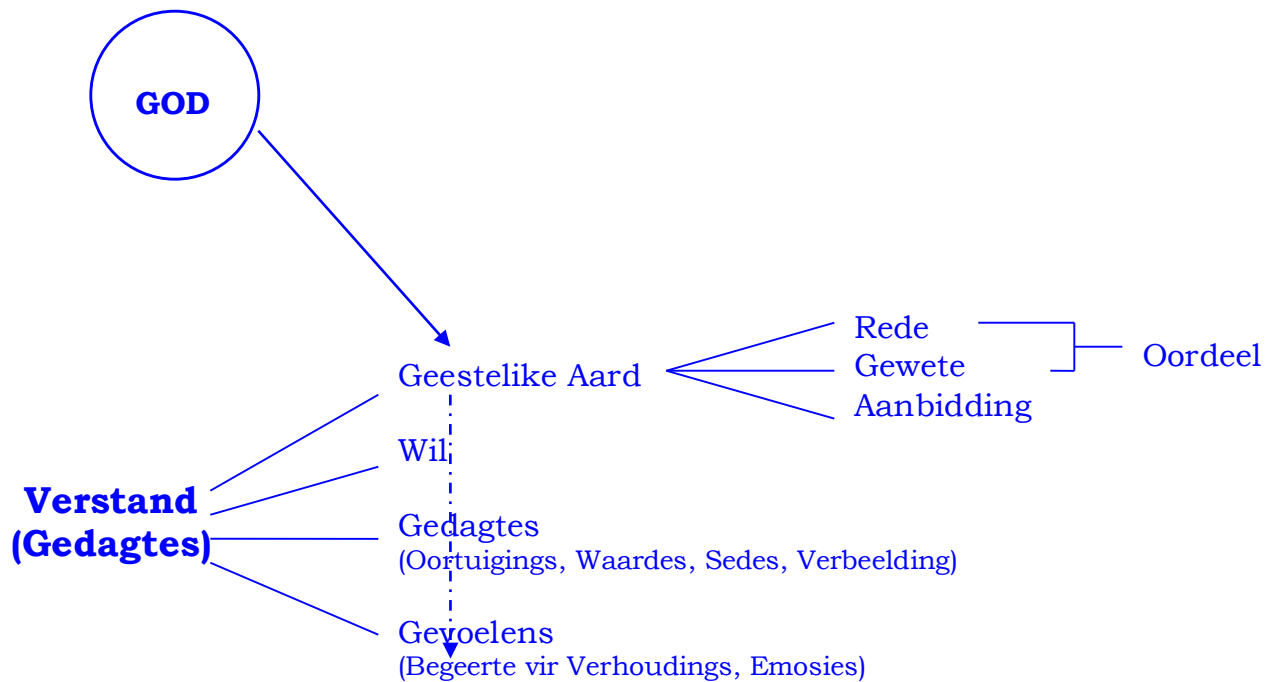 GOD
Rede
Gewete
Aanbidding
Oordeel
Geestelike Aard
Wil
Verstand
(Gedagtes)
Gedagtes
(Oortuigings, Waardes, Sedes, Verbeelding)
Gevoelens
(Begeerte vir Verhoudings, Emosies)